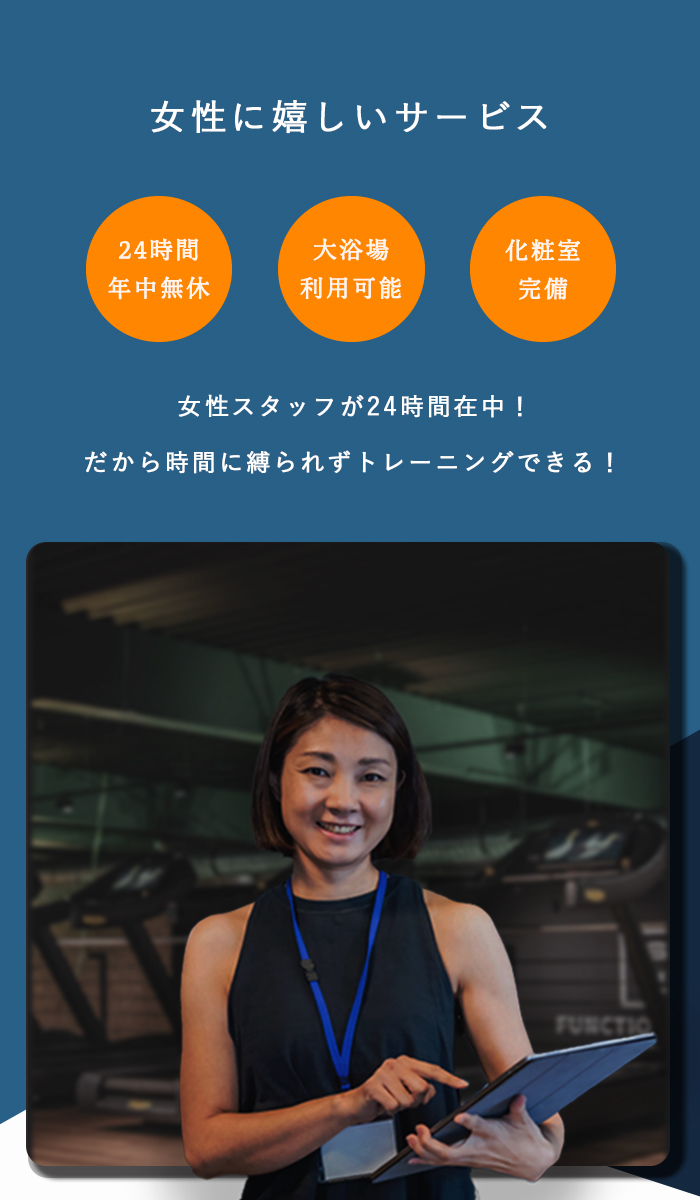 女性に嬉しいサービス
24時間
年中無休
大浴場
利用可能
化粧室
完備
女性スタッフが24時間在中！
だから時間に縛られずトレーニングできる！
FUNCTIO